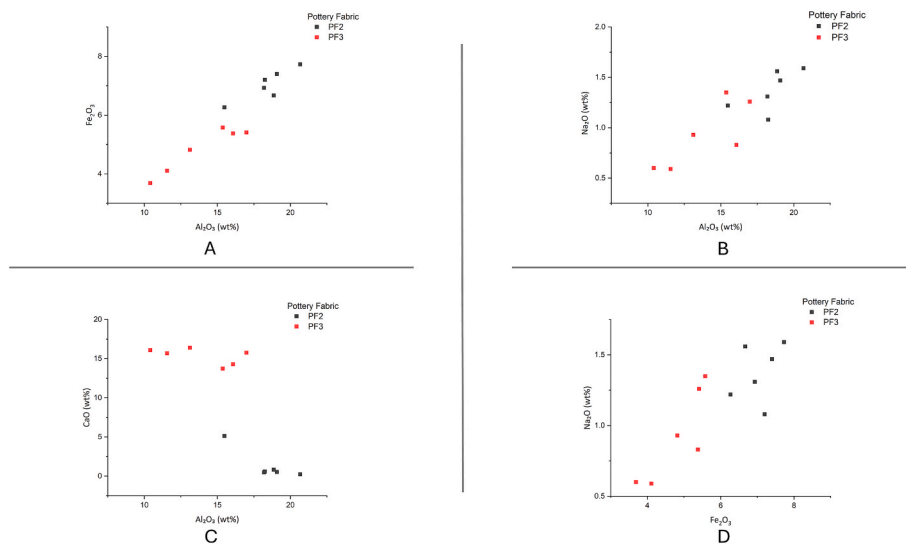 Pottery Fabric
PF2
PF3
Fe₂O₃
8
6
4
10 15 20
Al₂O₃ (wt%)
A
Pottery Fabric
PF2
PF3
Na₂O (wt%)
2.0
1.5
1.0
0.5
10 15 20
Al₂O₃ (wt%)
B
Pottery Fabric
PF2
PF3
CaO (wt%)
20
15
10
5
0
10 15 20
Al₂O₃ (wt%)
C
Pottery Fabric
PF2
PF3
Na₂O (wt%)
1.5
1.0
0.5
4 6 8
Fe₂O₃
D